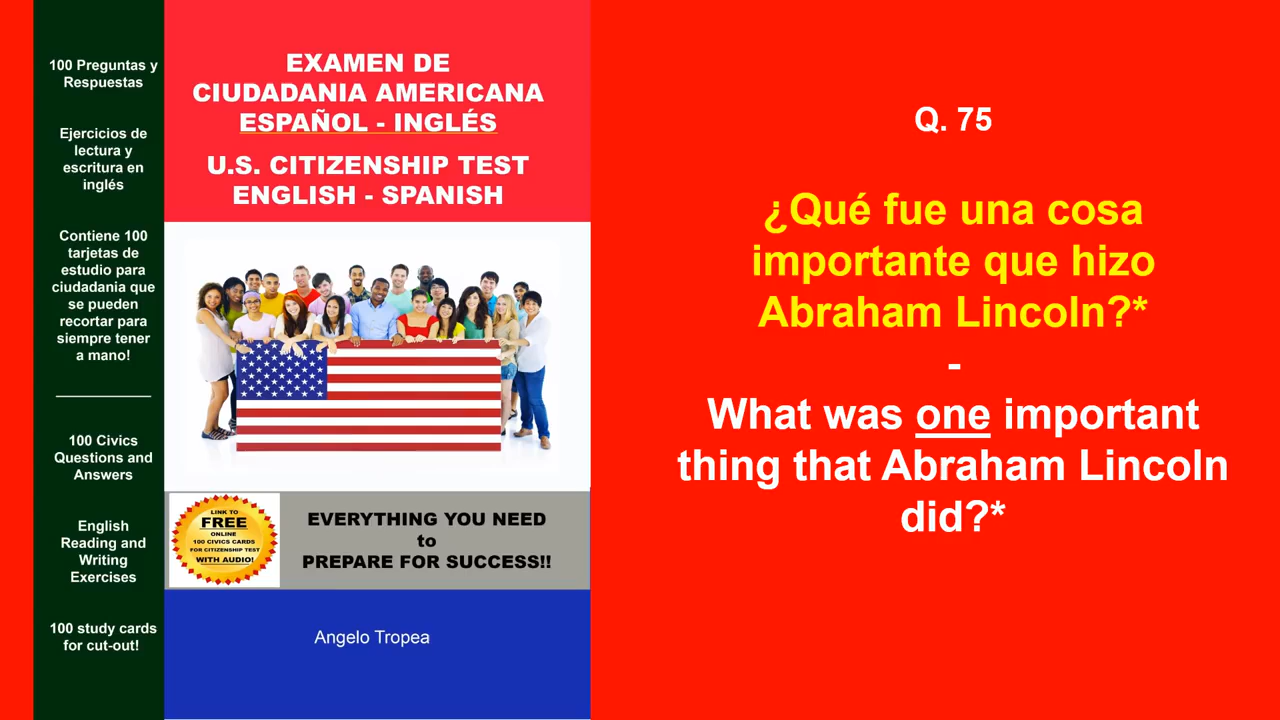 100 Preguntas y
Respuestas
Ejercicios de
lectura y
escritura en
inglés
Contiene 100
tarjetas de
estudio para
ciudadania que
se pueden
recortar para
siempre tener
a mano!
100 Civics
Questions and
Answers
English
Reading and
Writing
Exercises
100 study cards
for cut-out!
EXAMEN DE
CIUDADANIA AMERICANA
ESPAÑOL - INGLÉS
U.S. CITIZENSHIP TEST
ENGLISH - SPANISH
LINK TO
FREE
ONLINE
100 CIVICS CARDS
FOR CITIZENSHIP TEST
WITH AUDIO!
EVERYTHING YOU NEED
to
PREPARE FOR SUCCESS!!
Angelo Tropea
Q. 75
¿Qué fue una cosa
importante que hizo
Abraham Lincoln?*
-
What was one important
thing that Abraham Lincoln
did?*